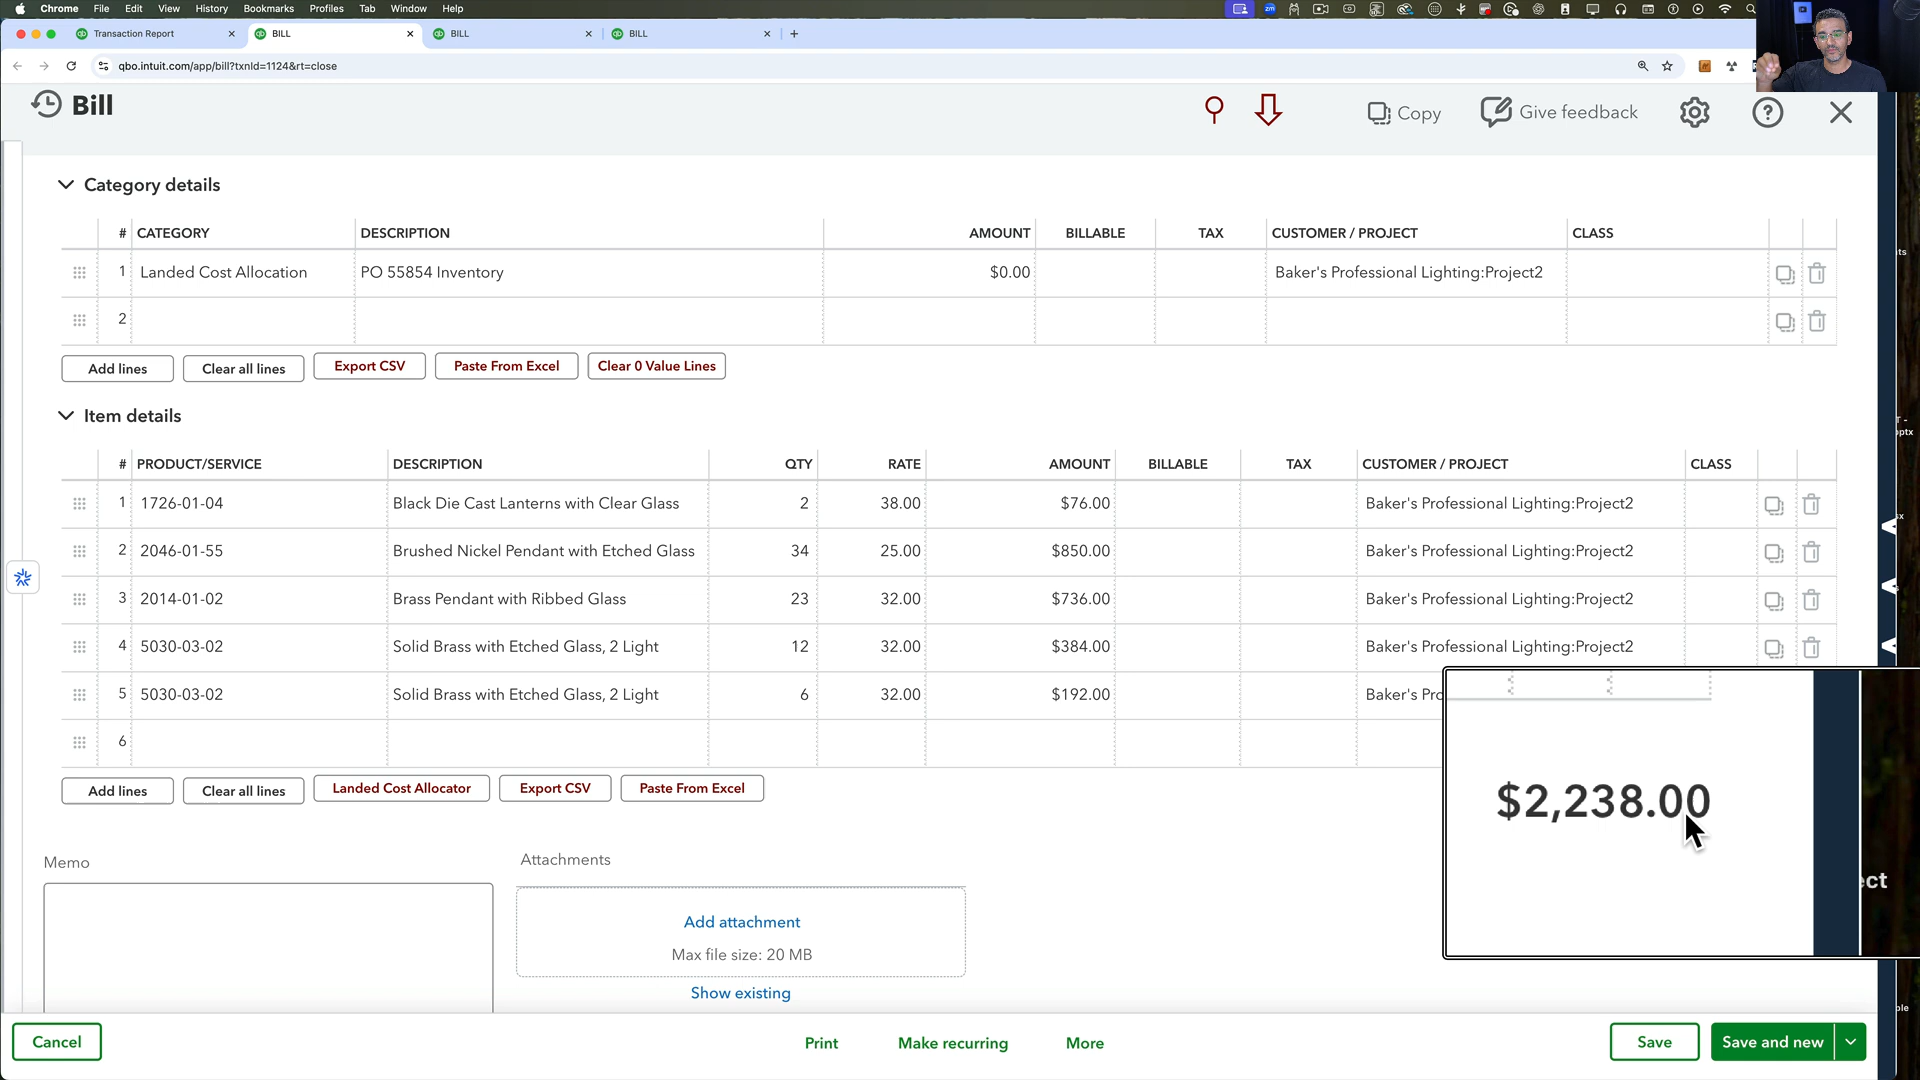 Chrome File Edit View History Bookmarks Profiles Tab Window Help
Transaction Report
BILL
BILL
BILL
qbo.intuit.com/app/bill?txnId=1124&rt=close
Bill
Copy
Give feedback
Category details
# CATEGORY DESCRIPTION AMOUNT BILLABLE TAX CUSTOMER / PROJECT CLASS
1 Landed Cost Allocation PO 55854 Inventory $0.00 Baker's Professional Lighting:Project2
2
Add lines Clear all lines Export CSV Paste From Excel Clear 0 Value Lines
Item details
# PRODUCT/SERVICE DESCRIPTION QTY RATE AMOUNT BILLABLE TAX CUSTOMER / PROJECT CLASS
1 1726-01-04 Black Die Cast Lanterns with Clear Glass 2 38.00 $76.00 Baker's Professional Lighting:Project2
2 2046-01-55 Brushed Nickel Pendant with Etched Glass 34 25.00 $850.00 Baker's Professional Lighting:Project2
3 2014-01-02 Brass Pendant with Ribbed Glass 23 32.00 $736.00 Baker's Professional Lighting:Project2
4 5030-03-02 Solid Brass with Etched Glass, 2 Light 12 32.00 $384.00 Baker's Professional Lighting:Project2
5 5030-03-02 Solid Brass with Etched Glass, 2 Light 6 32.00 $192.00 Baker's Pro
6
Add lines Clear all lines Landed Cost Allocator Export CSV Paste From Excel
$2,238.00
Memo
Attachments
Add attachment
Max file size: 20 MB
Show existing
ect
Cancel Print Make recurring More Save Save and new